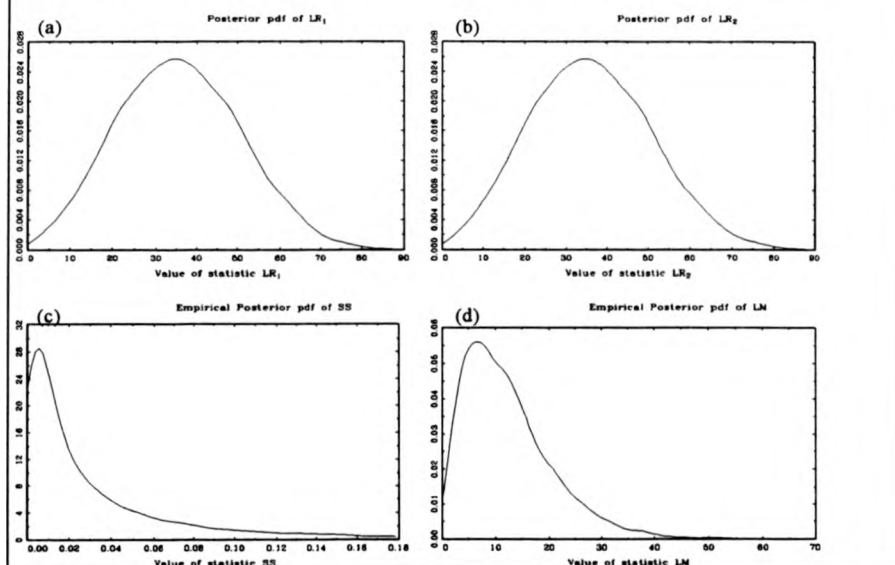 (a)
Posterior pdf of LR₁
0.028
0.024
0.020
0.016
0.012
0.008
0.004
0.000
0 10 20 30 40 50 60 70 80 90
Value of statistic LR₁
(b)
Posterior pdf of LR₂
0.028
0.024
0.020
0.016
0.012
0.008
0.004
0.000
0 10 20 30 40 50 60 70 80 90
Value of statistic LR₂
(c)
Empirical Posterior pdf of SS
32
28
24
20
16
12
8
4
0
0.00 0.02 0.04 0.06 0.08 0.10 0.12 0.14 0.16 0.18
Value of statistic SS
(d)
Empirical Posterior pdf of LM
0.06
0.05
0.04
0.03
0.02
0.01
0.00
0 10 20 30 40 50 60 70
Value of statistic LM